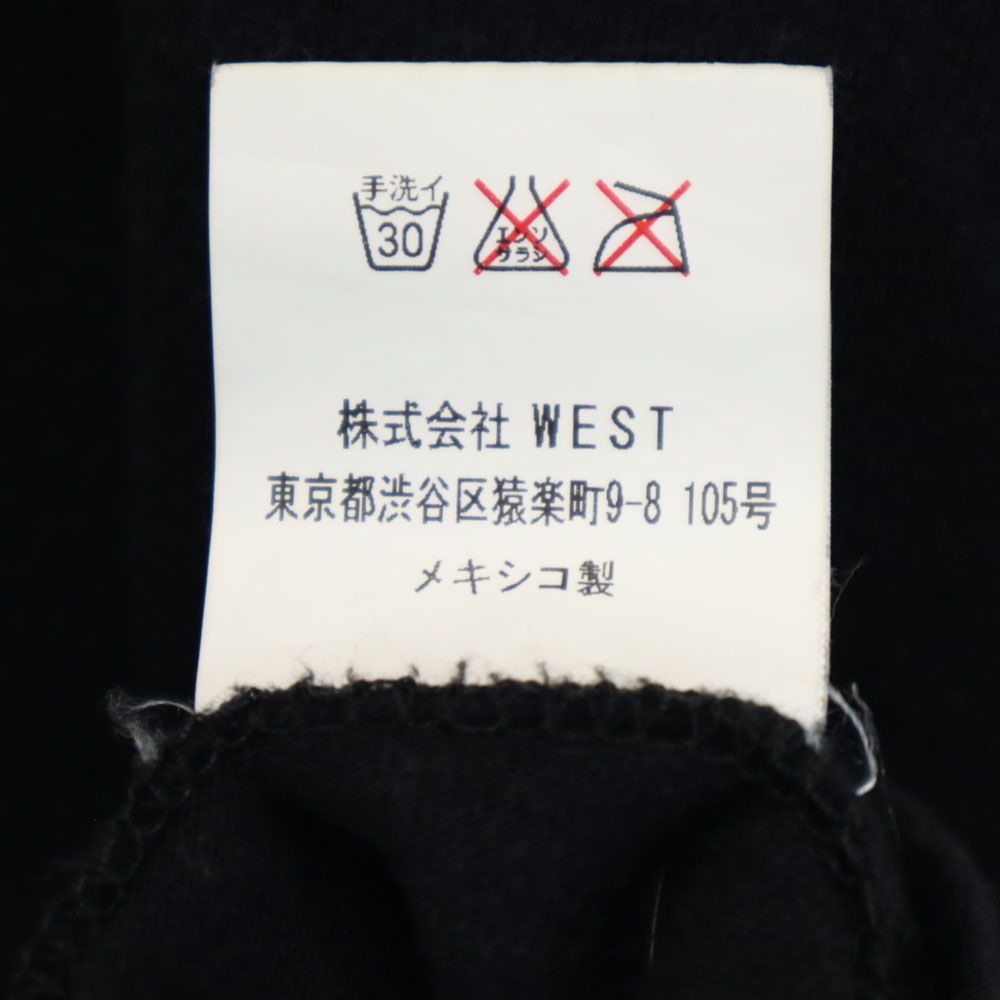 手洗イ
30
エンソ
サラシ
株式会社 WEST
東京都渋谷区猿楽町9-8 105号
メキシコ製